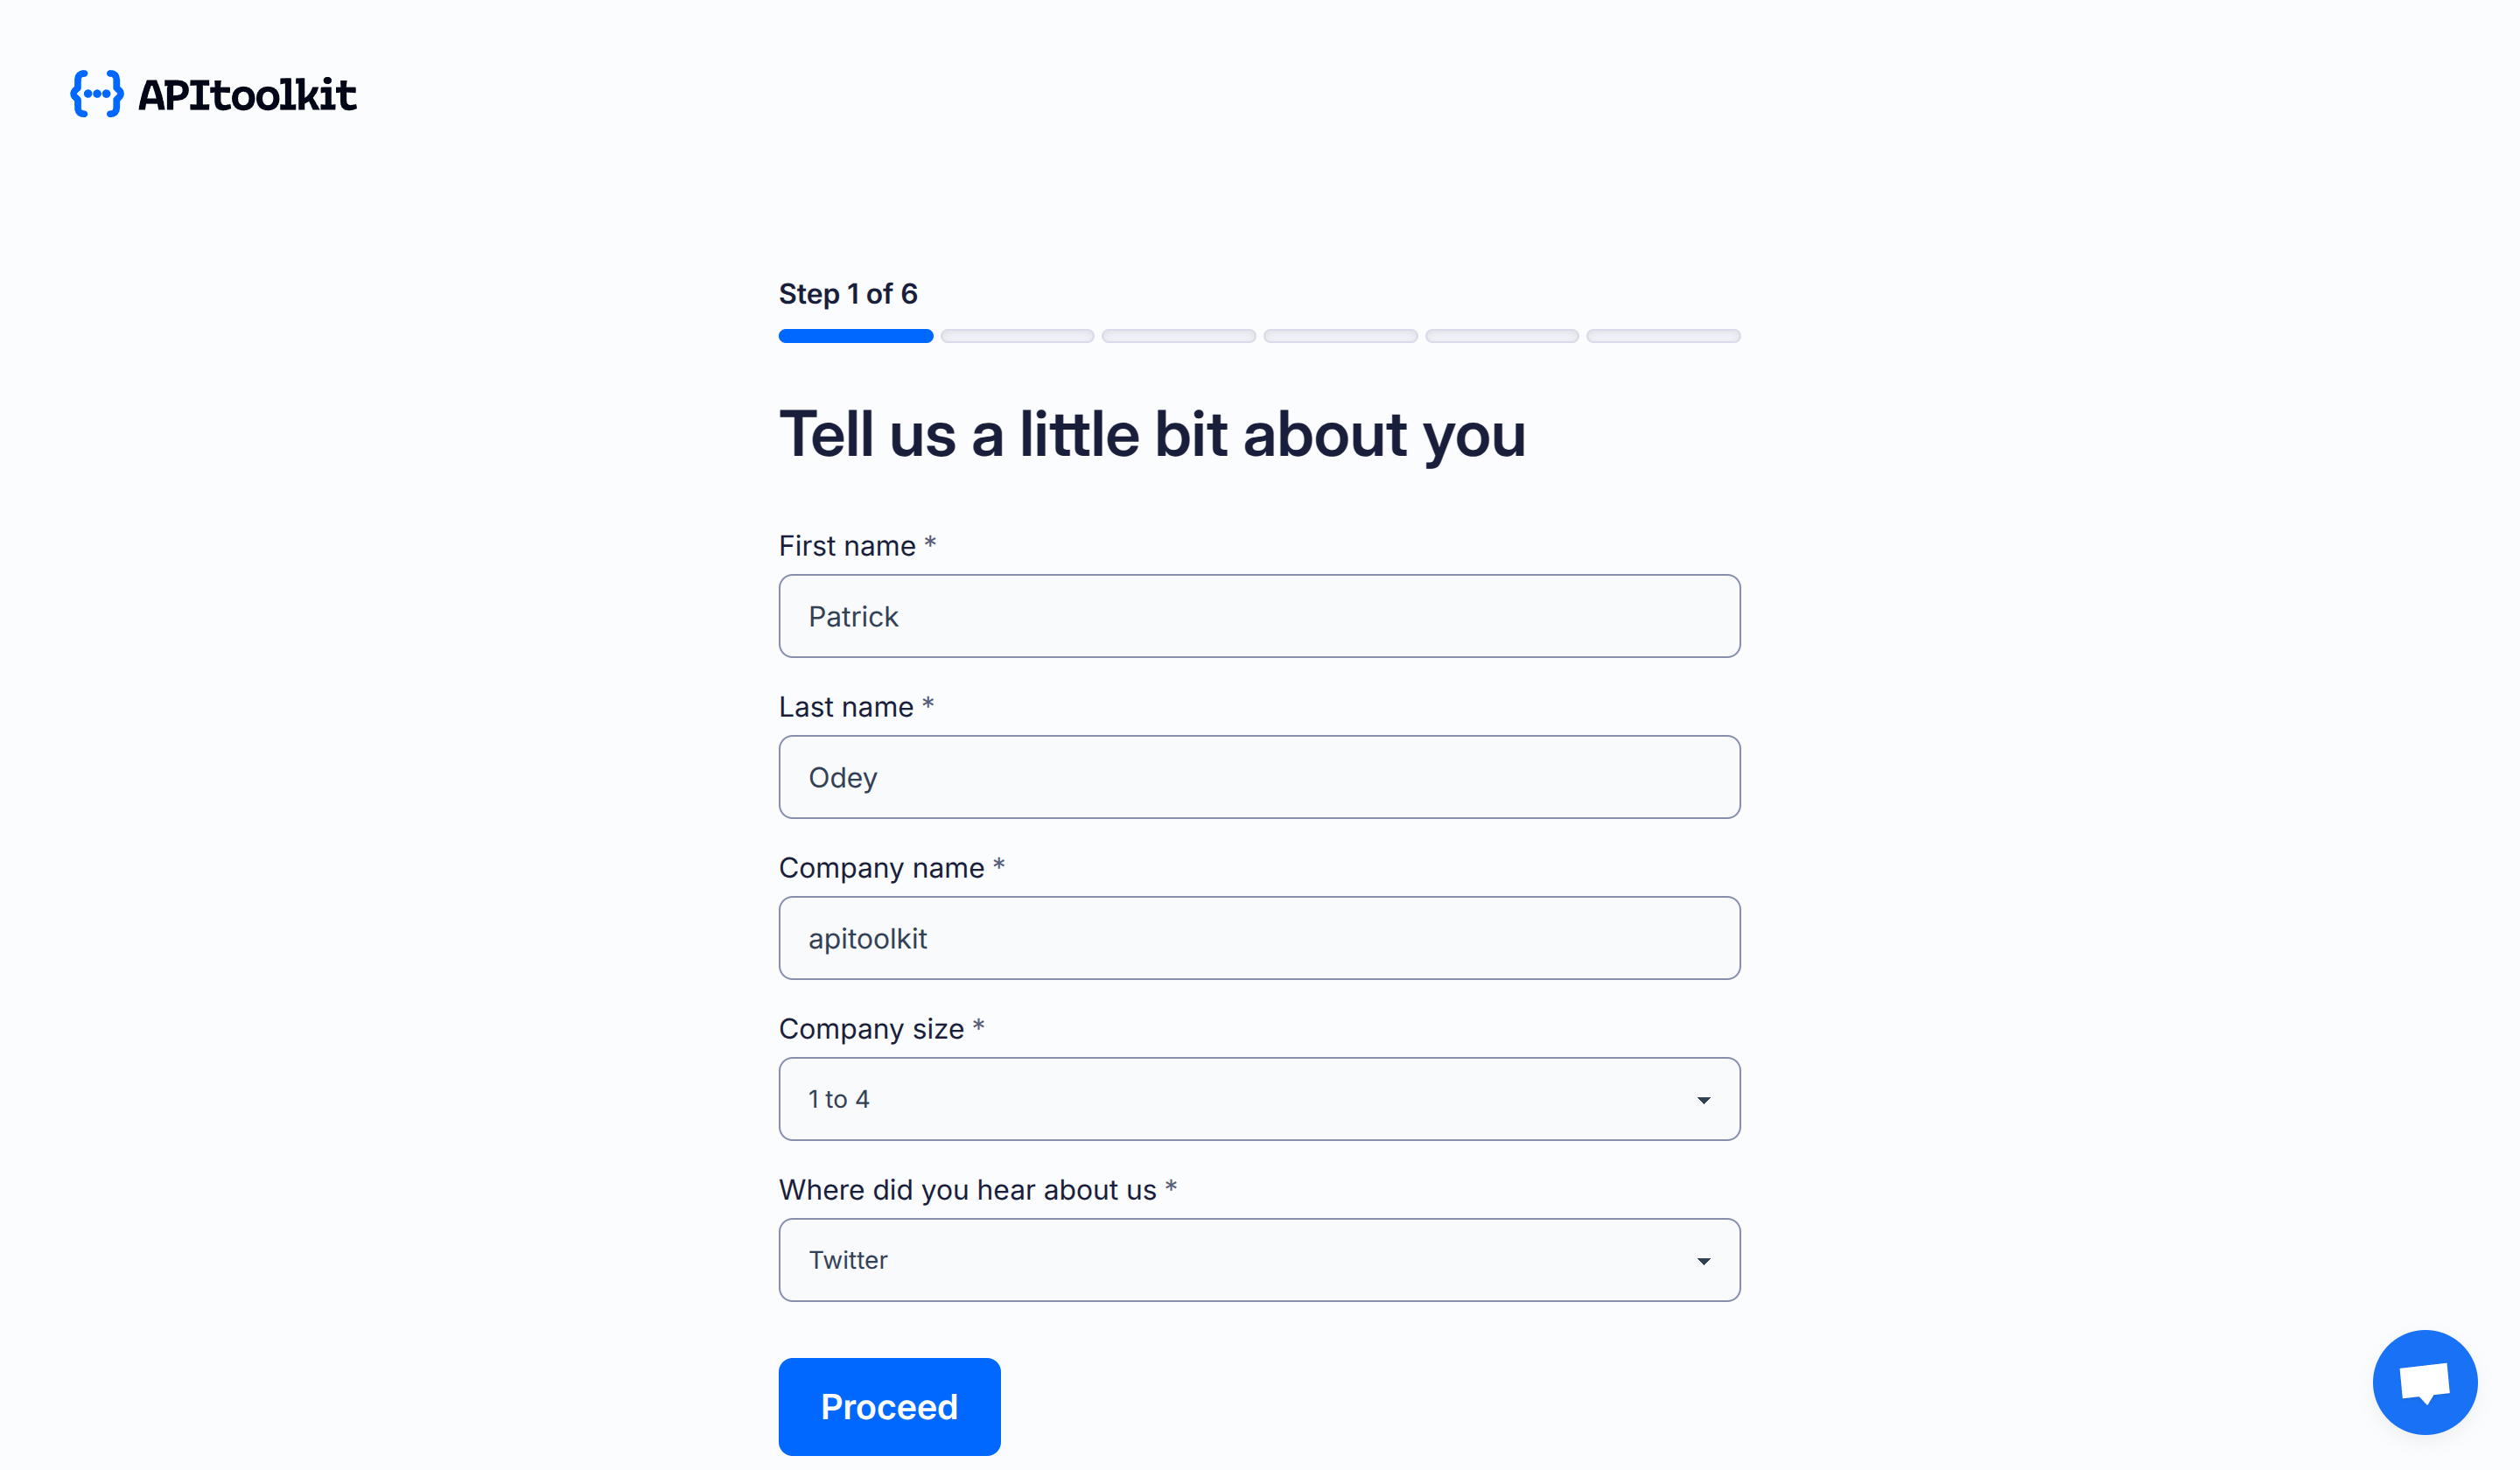 APItoolkit
Step 1 of 6
Tell us a little bit about you
First name *
Patrick
Last name *
Odey
Company name *
apitoolkit
Company size *
1 to 4
Where did you hear about us *
Twitter
Proceed